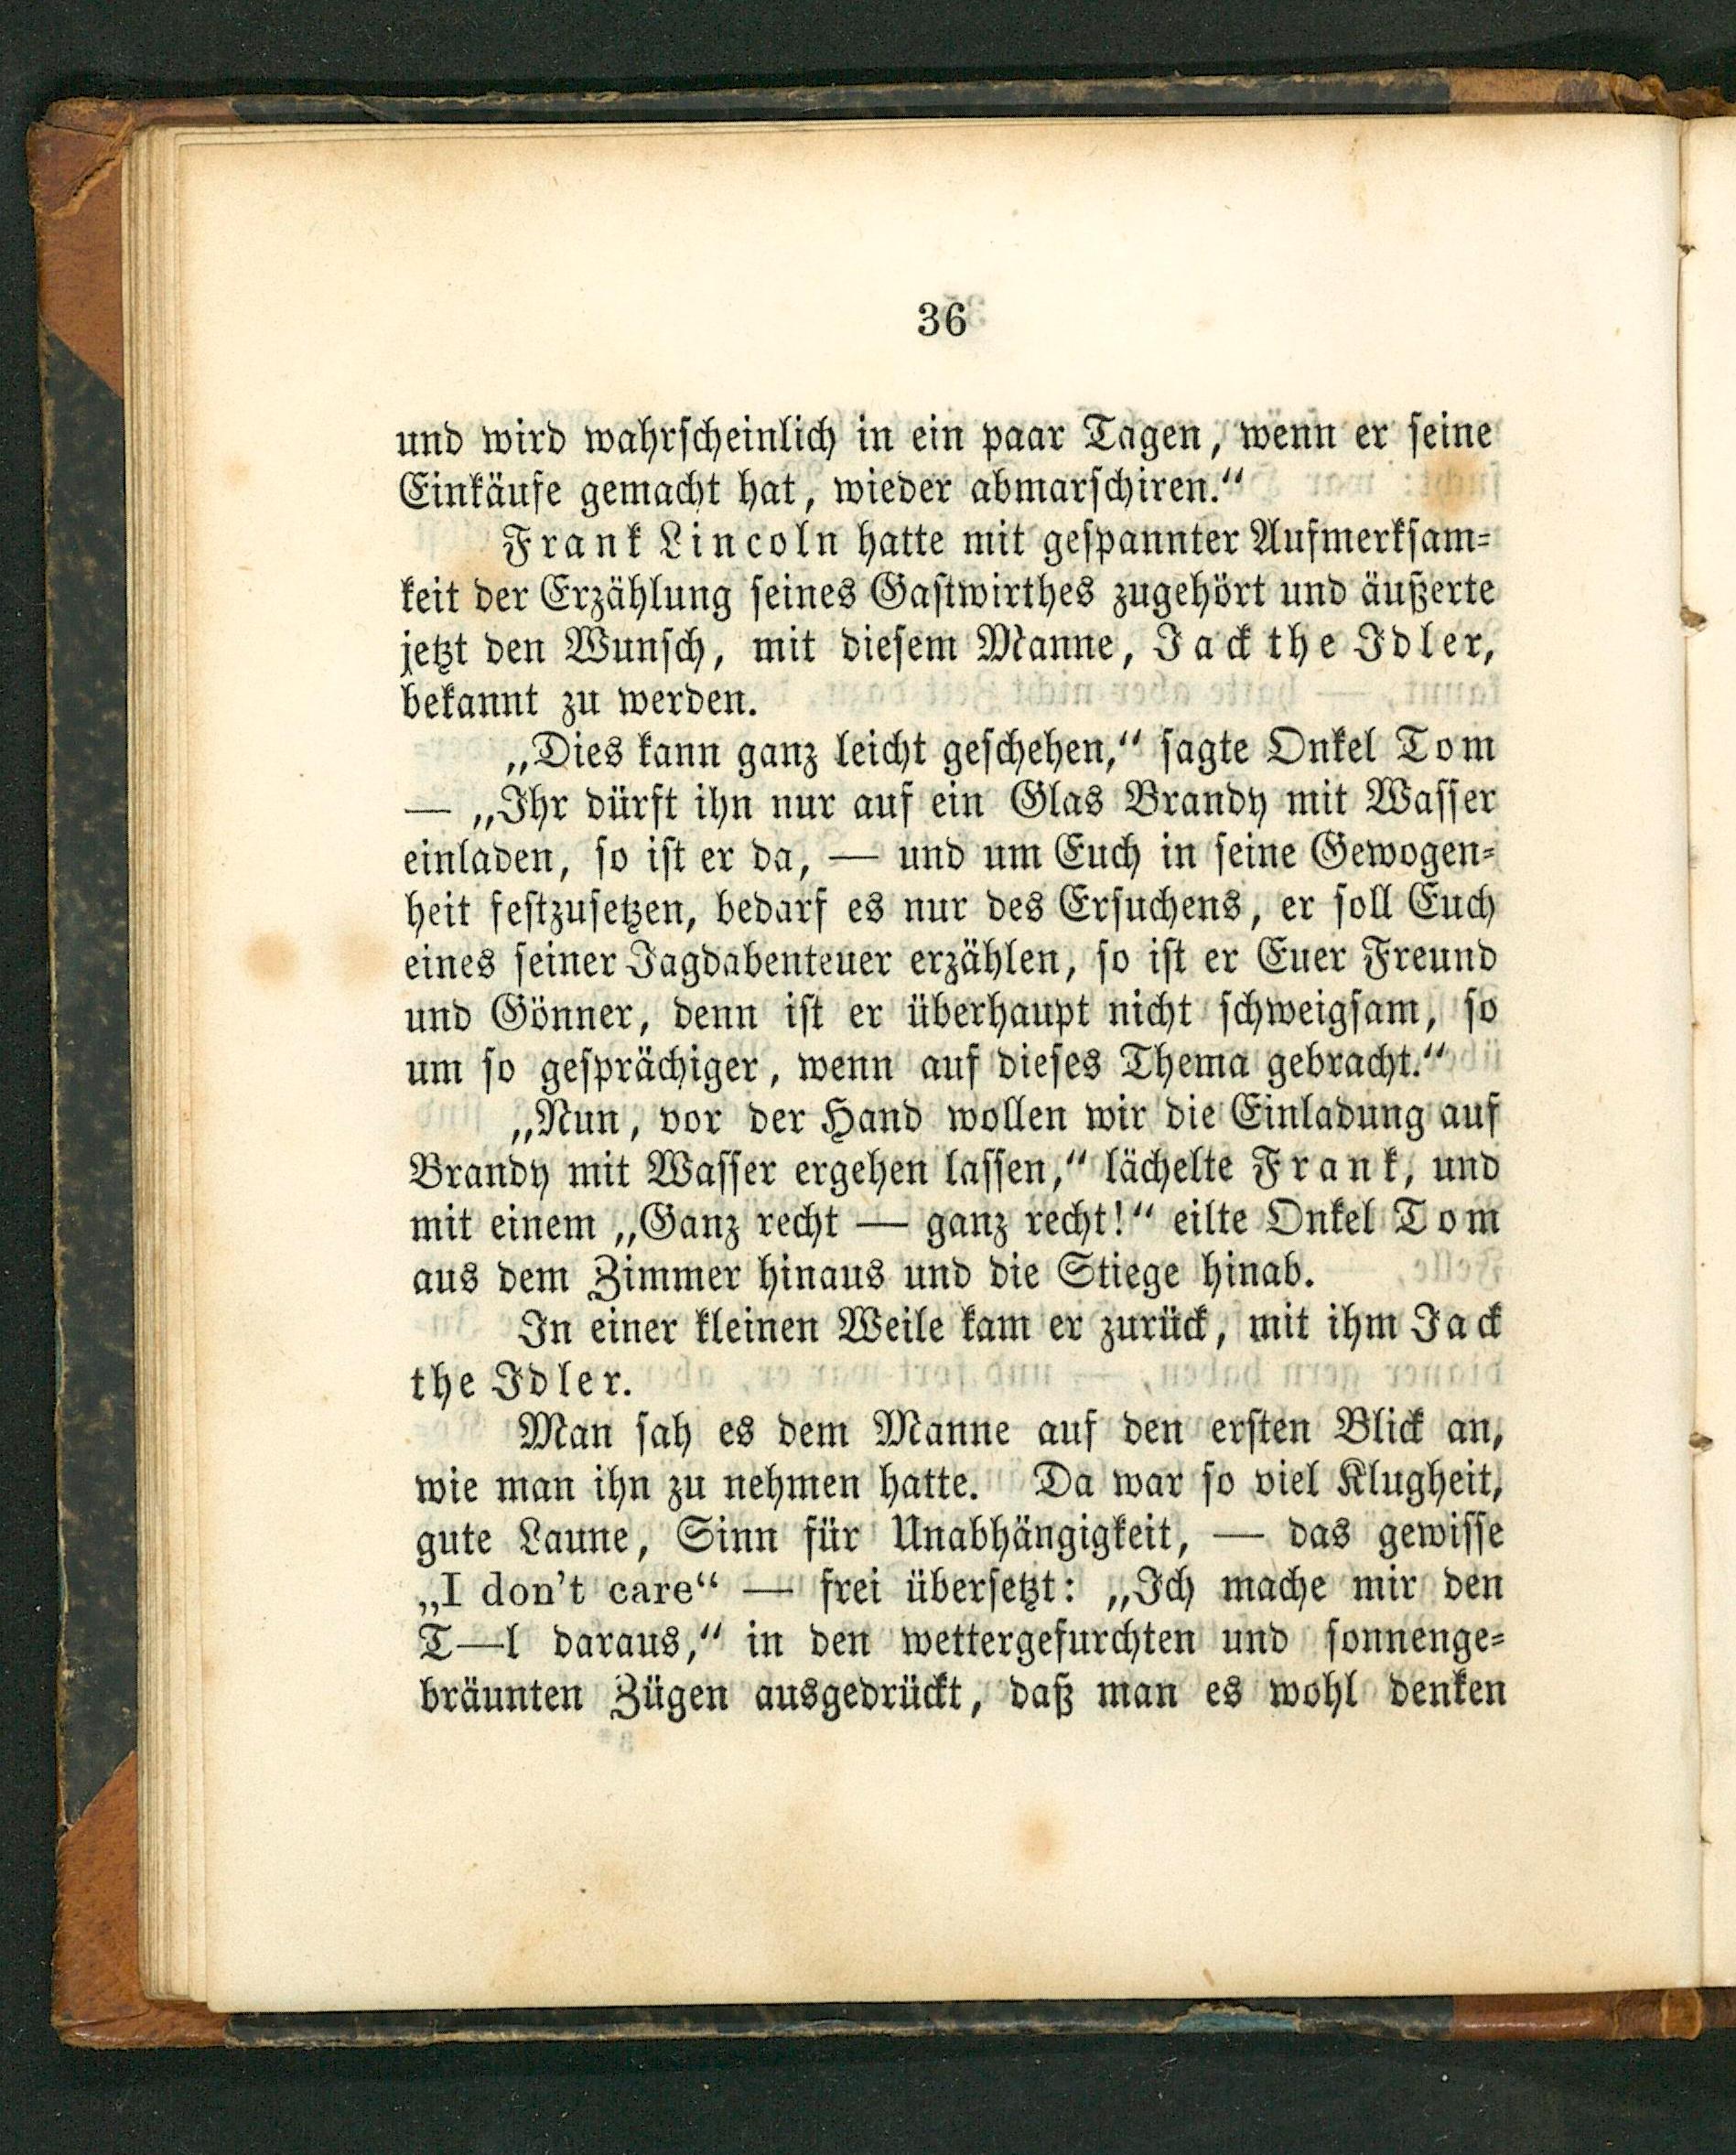 36
und wird wahrscheinlich in ein paar Tagen, wenn er seine
Einkäufe gemacht hat, wieder abmarschiren.“
Frank Lincoln hatte mit gespannter Aufmerksam-
keit der Erzählung seines Gastwirthes zugehört und äußerte
jetzt den Wunsch, mit diesem Manne, Jack the Idler,
bekannt zu werden.
„Dies kann ganz leicht geschehen,“ sagte Onkel Tom
— „Ihr dürft ihn nur auf ein Glas Brandy mit Wasser
einladen, so ist er da, — und um Euch in seine Gewogen-
heit festzusetzen, bedarf es nur des Ersuchens, er soll Euch
eines seiner Jagdabenteuer erzählen, so ist er Euer Freund
und Gönner, denn ist er überhaupt nicht schweigsam, so
um so gesprächiger, wenn auf dieses Thema gebracht.“
„Nun, vor der Hand wollen wir die Einladung auf
Brandy mit Wasser ergehen lassen,“ lächelte Frank, und
mit einem „Ganz recht — ganz recht!“ eilte Onkel Tom
aus dem Zimmer hinaus und die Stiege hinab.
In einer kleinen Weile kam er zurück, mit ihm Jack
the Idler.
Man sah es dem Manne auf den ersten Blick an,
wie man ihn zu nehmen hatte. Da war so viel Klugheit,
gute Laune, Sinn für Unabhängigkeit, — das gewisse
„I don't care“ — frei übersetzt: „Ich mache mir den
T—l daraus,“ in den wettergefurchten und sonnenge-
bräunten Zügen ausgedrückt, daß man es wohl denken